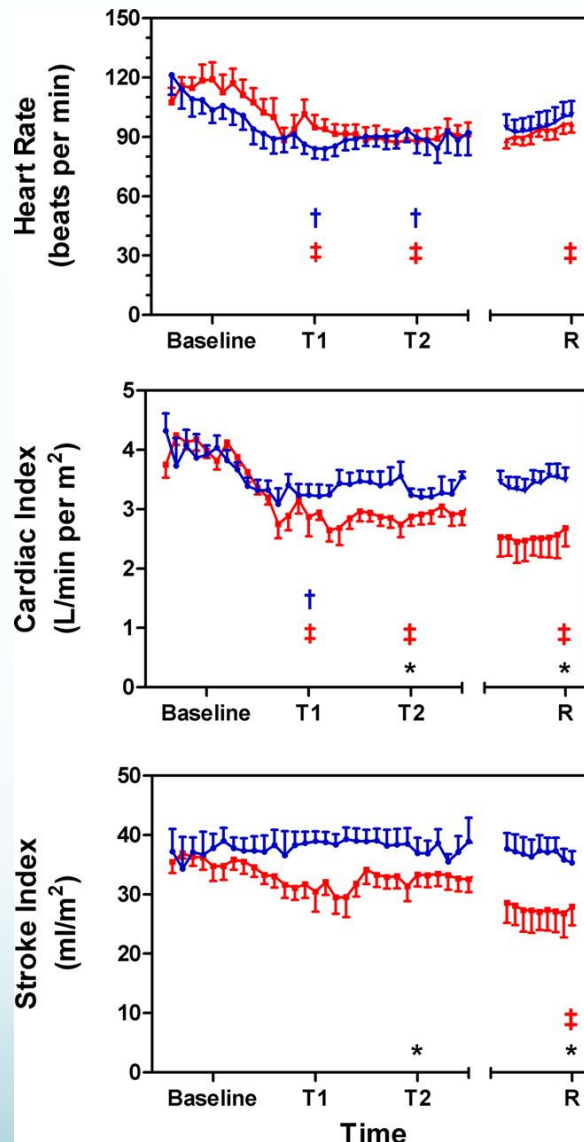 Heart Rate
(beats per min)
150
120
90
60
30
0
† †
‡ ‡ ‡
Baseline T1 T2 R
Cardiac Index
(L/min per m²)
5
4
3
2
1
0
†
‡ ‡ ‡
* *
Baseline T1 T2 R
Stroke Index
(ml/m²)
50
40
30
20
10
0
‡
* *
Baseline T1 T2 R
Time